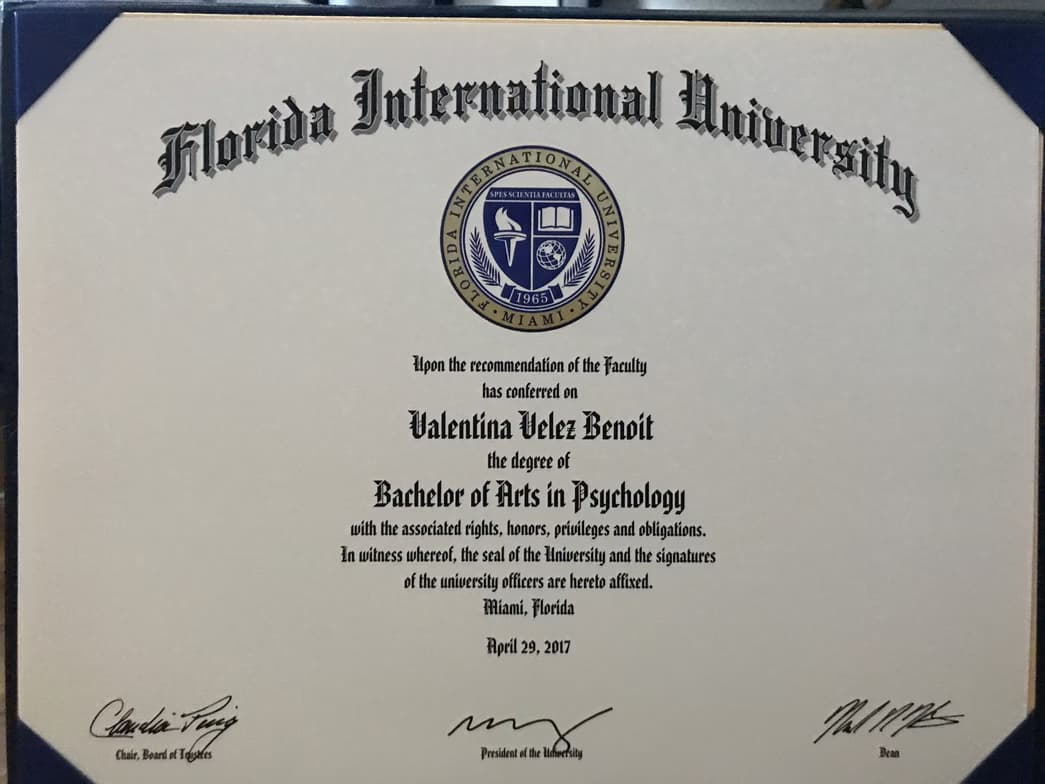 Florida International University
FLORIDA INTERNATIONAL UNIVERSITY
SPES SCIENTIA FACULTAS
1965
· MIAMI ·
Upon the recommendation of the Faculty
has conferred on
Valentina Velez Benoit
the degree of
Bachelor of Arts in Psychology
with the associated rights, honors, privileges and obligations.
In witness whereof, the seal of the University and the signatures
of the university officers are hereto affixed.
Miami, Florida
April 29, 2017
Claudia Puig
Chair, Board of Trustees
President of the University
Dean